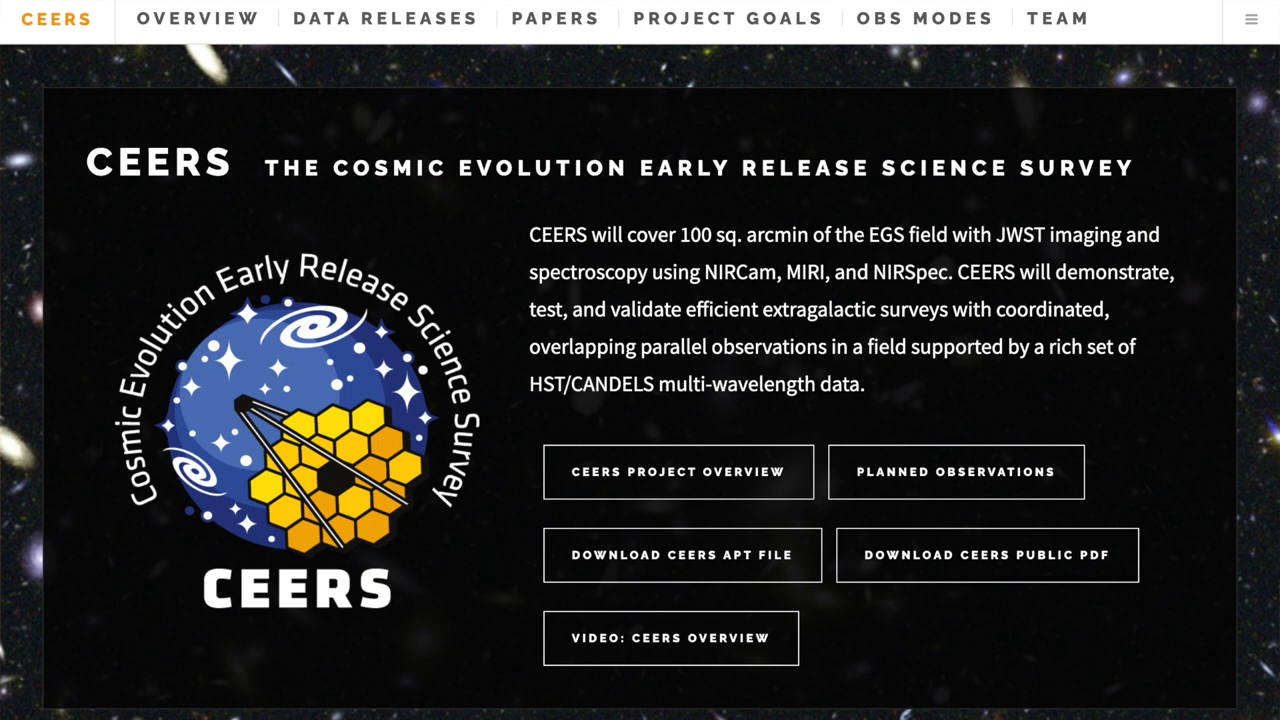 CEERS OVERVIEW DATA RELEASES PAPERS PROJECT GOALS OBS MODES TEAM
CEERS THE COSMIC EVOLUTION EARLY RELEASE SCIENCE SURVEY
Cosmic Evolution Early Release Science Survey
CEERS
CEERS will cover 100 sq. arcmin of the EGS field with JWST imaging and
spectroscopy using NIRCam, MIRI, and NIRSpec. CEERS will demonstrate,
test, and validate efficient extragalactic surveys with coordinated,
overlapping parallel observations in a field supported by a rich set of
HST/CANDELS multi-wavelength data.
CEERS PROJECT OVERVIEW PLANNED OBSERVATIONS
DOWNLOAD CEERS APT FILE DOWNLOAD CEERS PUBLIC PDF
VIDEO: CEERS OVERVIEW